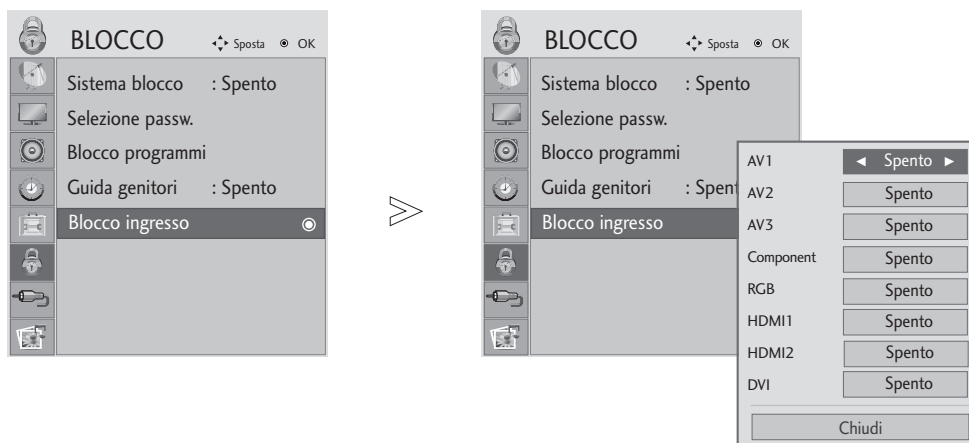 BLOCCO Sposta OK
Sistema blocco : Spento
Selezione passw.
Blocco programmi
Guida genitori : Spento
Blocco ingresso
BLOCCO Sposta OK
Sistema blocco : Spento
Selezione passw.
Blocco programmi
Guida genitori : Spent
Blocco ingresso
AV1 ◄ Spento ►
AV2 Spento
AV3 Spento
Component Spento
RGB Spento
HDMI1 Spento
HDMI2 Spento
DVI Spento
Chiudi